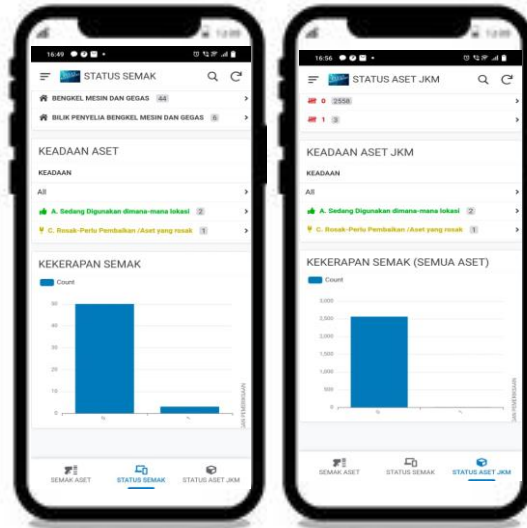 16:49
STATUS SEMAK
BENGKEL MESIN DAN GEGAS 44
BILIK PENYELIA BENGKEL MESIN DAN GEGAS 6
KEADAAN ASET
KEADAAN
All
A. Sedang Digunakan dimana-mana lokasi 2
C. Rosak-Perlu Pembaikan /Aset yang rosak 1
KEKERAPAN SEMAK
Count
50
40
30
20
10
0
0
1
SEMAK ASET
STATUS SEMAK
STATUS ASET JKM
16:56
STATUS ASET JKM
0 2558
1 3
KEADAAN ASET JKM
KEADAAN
All
A. Sedang Digunakan dimana-mana lokasi 2
C. Rosak-Perlu Pembaikan /Aset yang rosak 1
KEKERAPAN SEMAK (SEMUA ASET)
Count
3,000
2,500
2,000
1,500
1,000
500
0
0
1
SEMAK ASET
STATUS SEMAK
STATUS ASET JKM